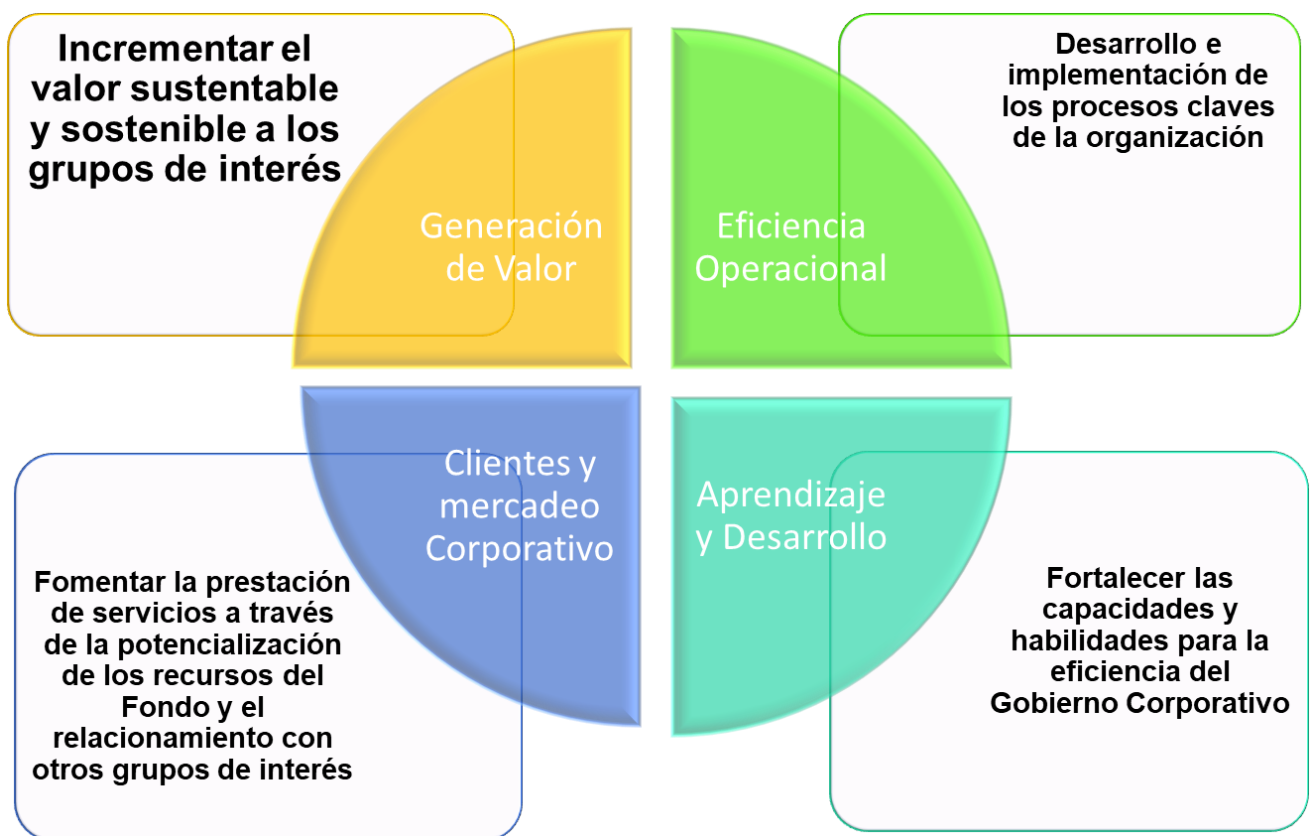 Incrementar el
valor sustentable
y sostenible a los
grupos de interés
Generación
de Valor
Eficiencia
Operacional
Desarrollo e
implementación de
los procesos claves
de la organización
Fomentar la prestación
de servicios a través
de la potencialización
de los recursos del
Fondo y el
relacionamiento con
otros grupos de interés
Clientes y
mercadeo
Corporativo
Aprendizaje
y Desarrollo
Fortalecer las
capacidades y
habilidades para la
eficiencia del
Gobierno Corporativo